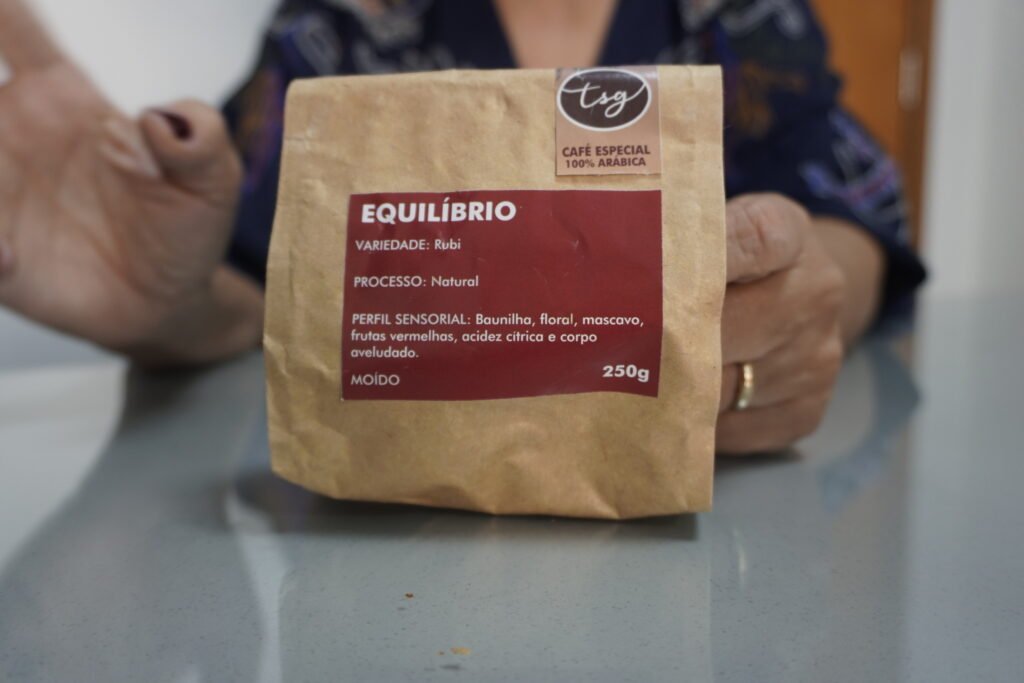 tsg
CAFÉ ESPECIAL
100% ARÁBICA
EQUILÍBRIO
VARIEDADE: Rubi
PROCESSO: Natural
PERFIL SENSORIAL: Baunilha, floral, mascavo,
frutas vermelhas, acidez cítrica e corpo
aveludado.
MOÍDO
250g